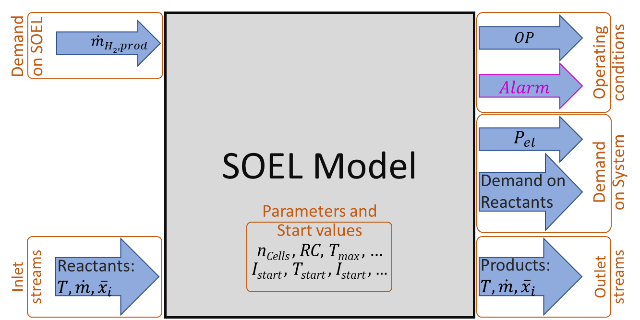 Demand
on SOEL
ṁ_{H₂,prod}
SOEL Model
Parameters and
Start values
n_{Cells}, RC, T_{max}, ...
I_{start}, T_{start}, I_{start}, ...
Inlet
streams
Reactants:
T, ṁ, x̄_i
OP
Alarm
Operating
conditions
P_{el}
Demand on
Reactants
Demand
on System
Products:
T, ṁ, x̄_i
Outlet
streams